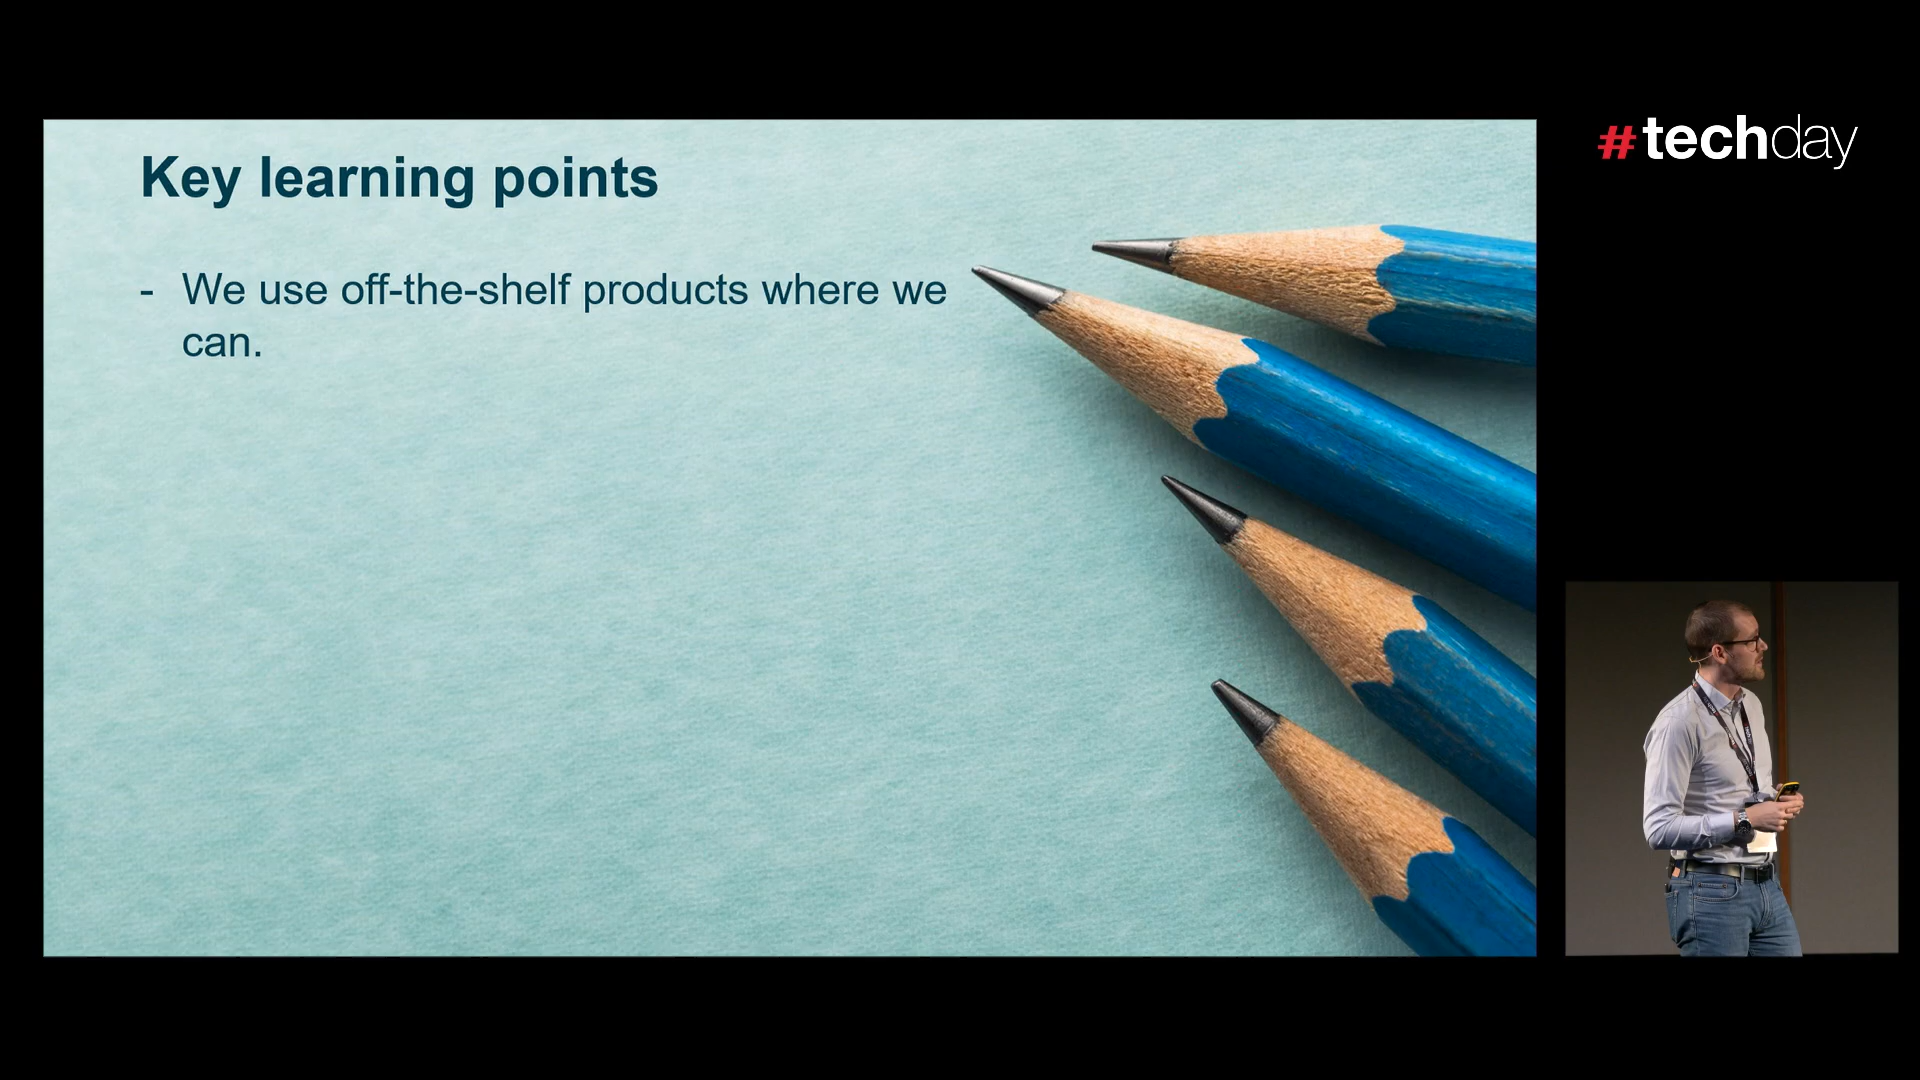 Key learning points
#techday
- We use off-the-shelf products where we
can.